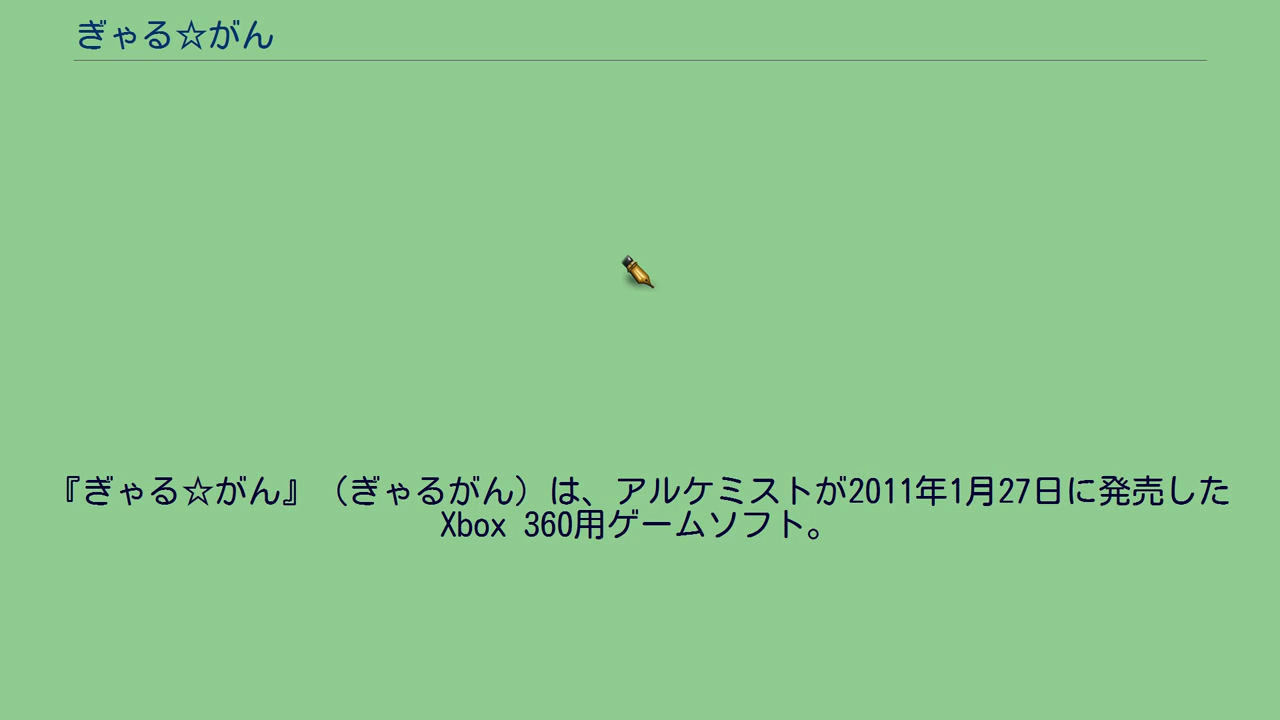 ぎゃる☆がん
『ぎゃる☆がん』（ぎゃるがん）は、アルケミストが2011年1月27日に発売した
Xbox 360用ゲームソフト。